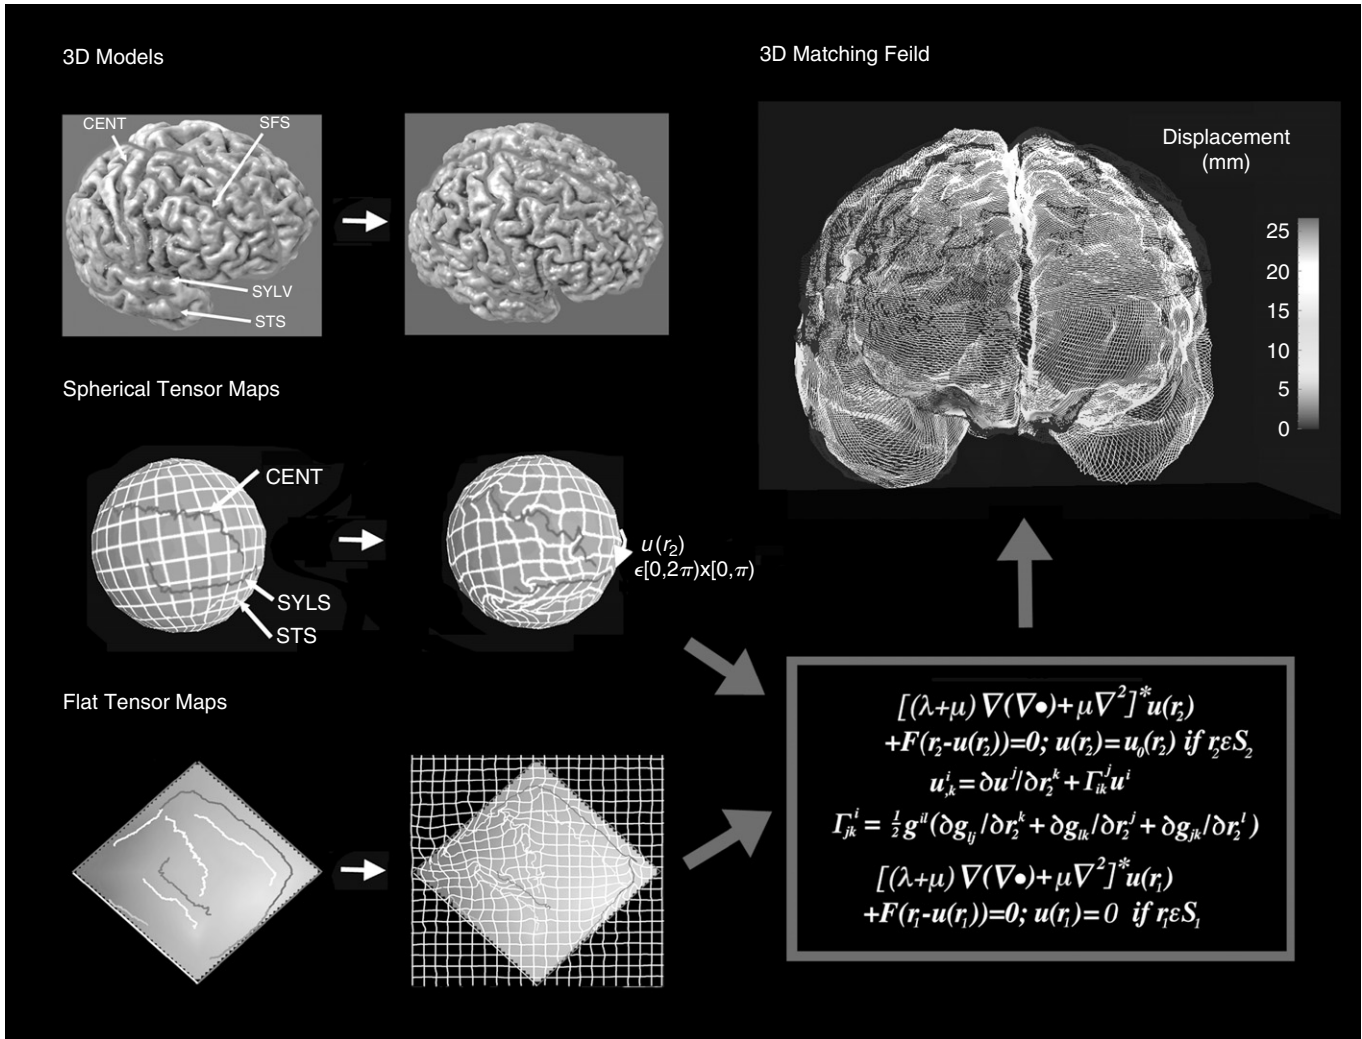 3D Models
CENT
SFS
SYLV
STS
Spherical Tensor Maps
CENT
SYLS
STS
u(r₂)
ϵ[0,2π)x[0,π)
Flat Tensor Maps
3D Matching Feild
Displacement
(mm)
25
20
15
10
5
0
[(λ+μ) ∇(∇•)+μ∇²]*u(r₂)
+F(r₂-u(r₂))=0; u(r₂)=u₀(r₂) if r₂εS₂
uⁱ,ₖ=∂uʲ/∂r₂ᵏ+Γʲᵢₖuⁱ
Γⁱⱼₖ = ½gⁱˡ(∂gₗⱼ/∂r₂ᵏ+∂gₗₖ/∂r₂ʲ+∂gⱼₖ/∂r₂ˡ)
[(λ+μ) ∇(∇•)+μ∇²]*u(r₁)
+F(r₁-u(r₁))=0; u(r₁)=0 if r₁εS₁